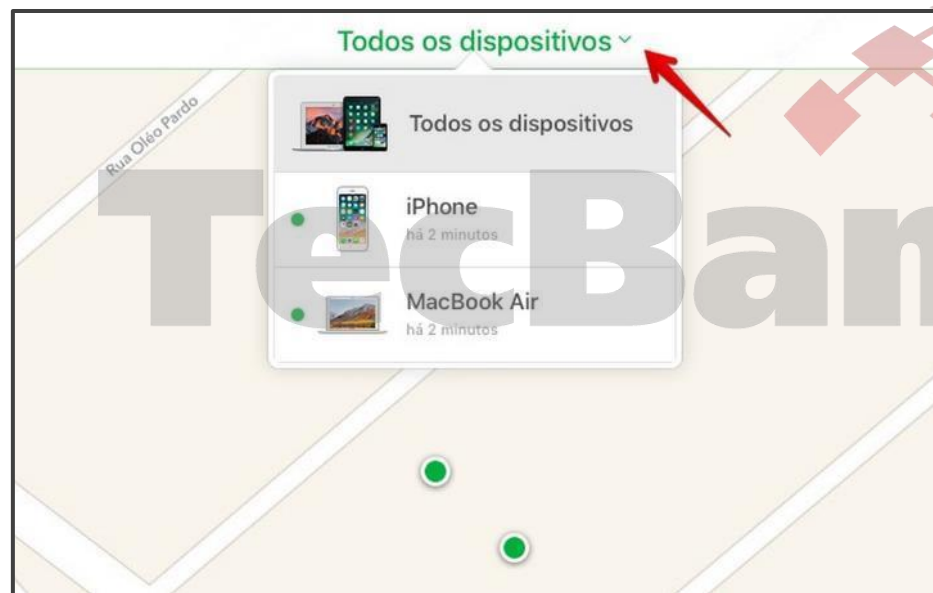 Todos os dispositivos
Todos os dispositivos
Rua Oléo Pardo
iPhone
há 2 minutos
MacBook Air
há 2 minutos
TecBan